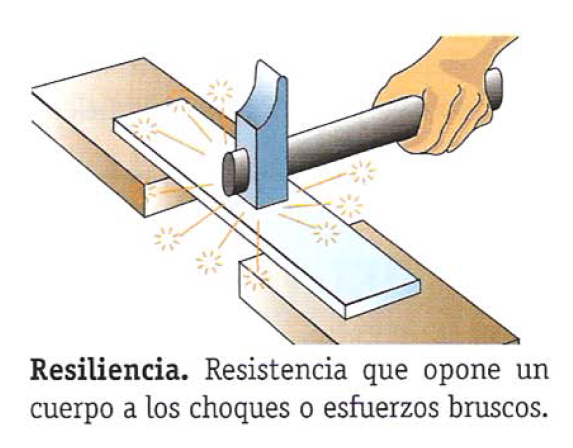 Resiliencia. Resistencia que opone un
cuerpo a los choques o esfuerzos bruscos.